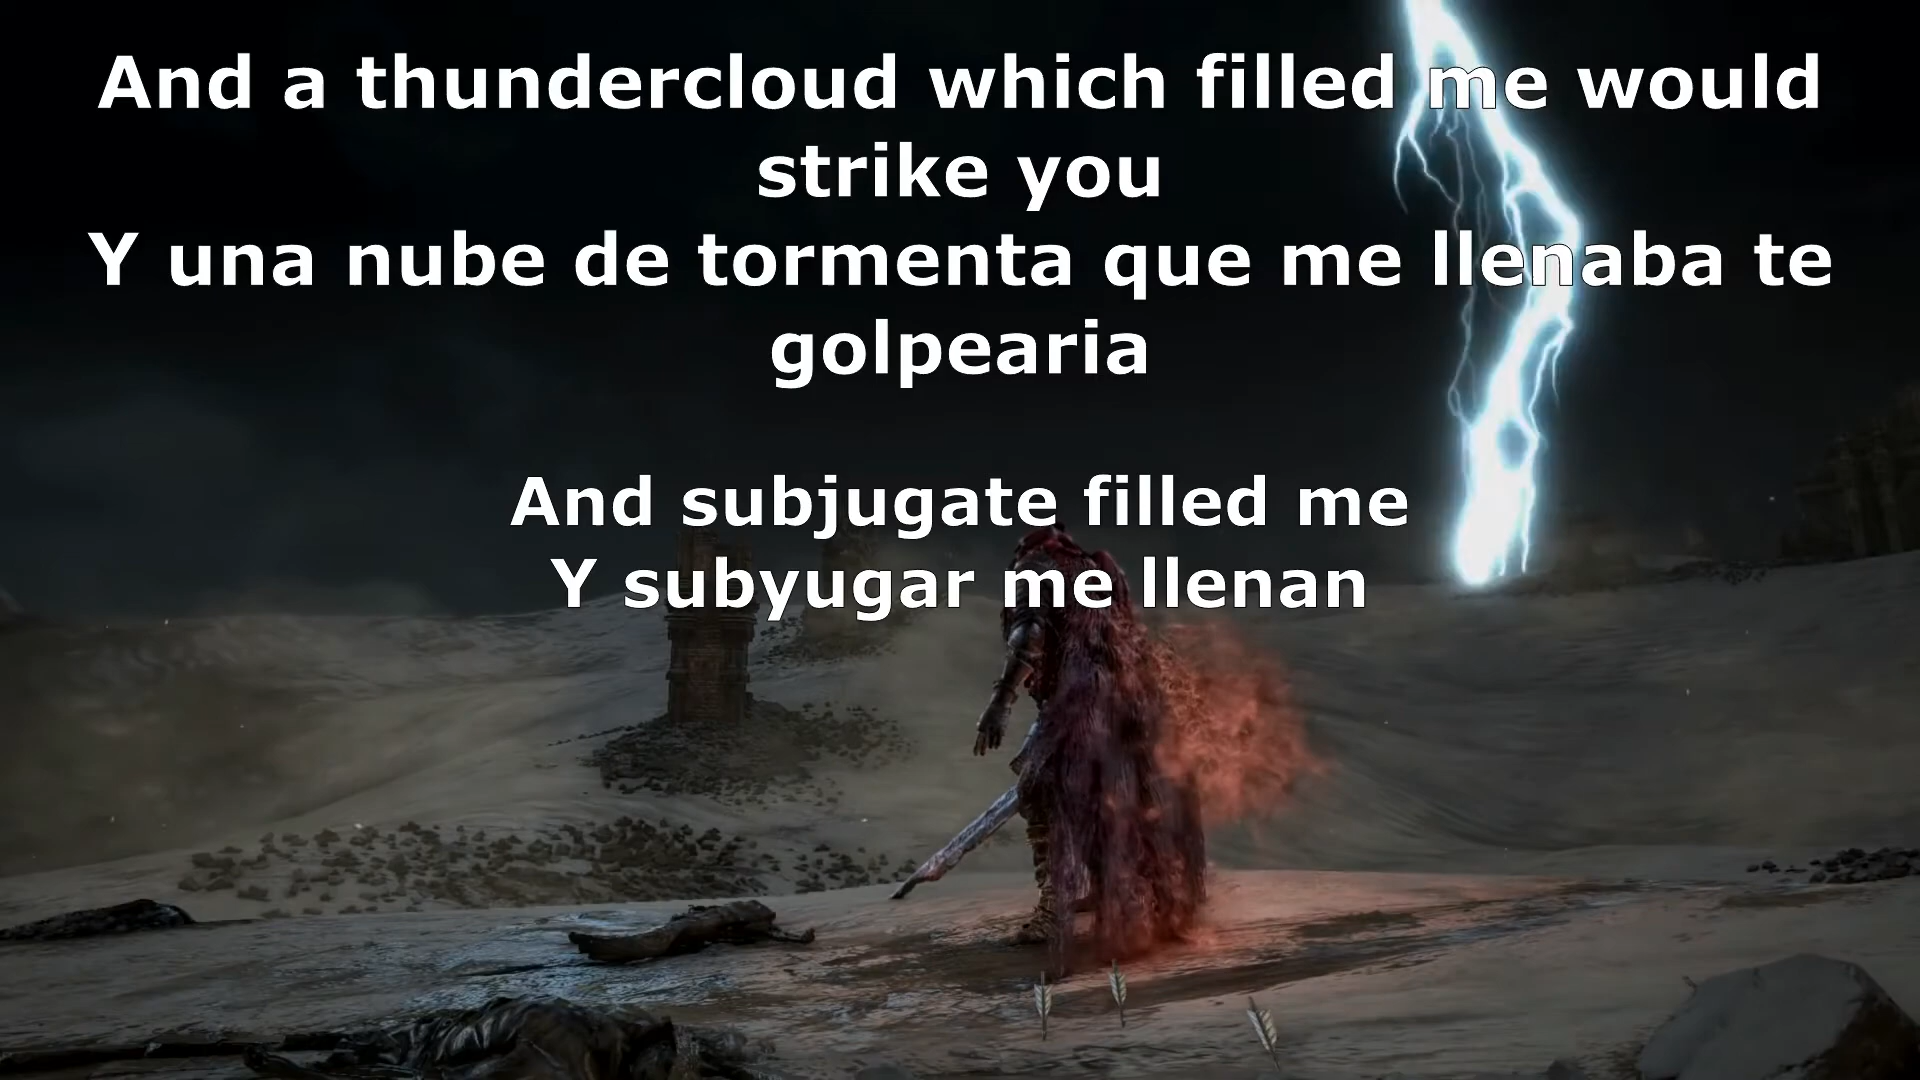 And a thundercloud which filled me would
strike you
Y una nube de tormenta que me llenaba te
golpearia
And subjugate filled me
Y subyugar me llenan